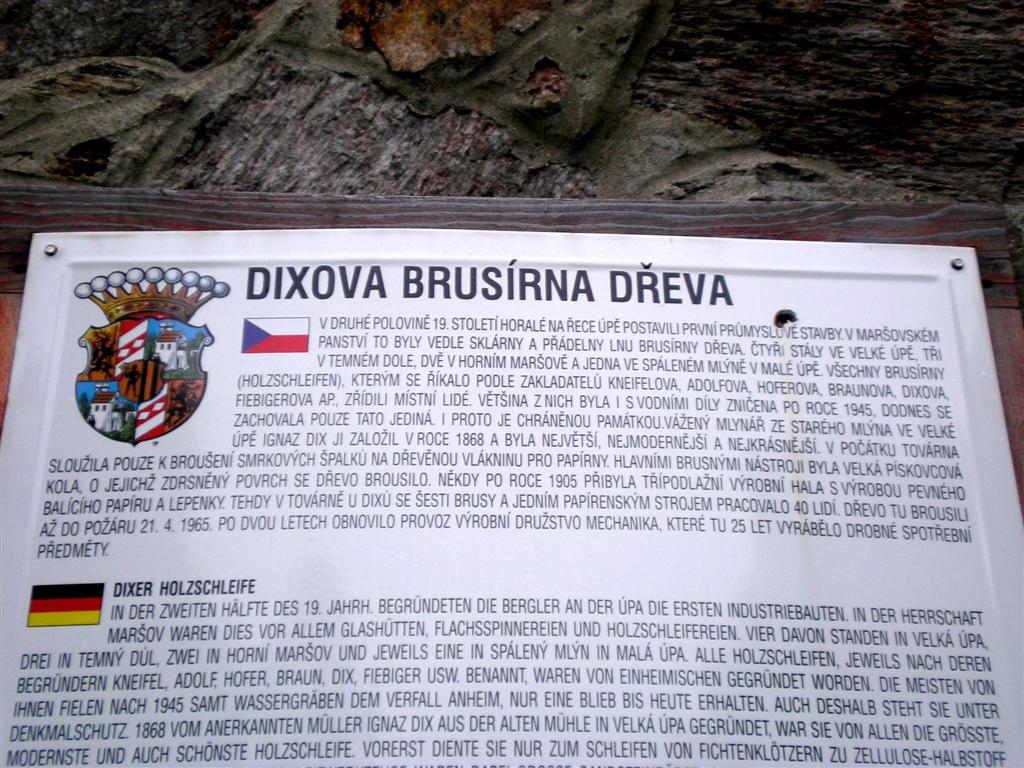 DIXOVA BRUSÍRNA DŘEVA
V DRUHÉ POLOVINĚ 19. STOLETÍ HORALÉ NA ŘECE ÚPĚ POSTAVILI PRVNÍ PRŮMYSLOVÉ STAVBY. V MARŠOVSKÉM
PANSTVÍ TO BYLY VEDLE SKLÁRNY A PŘÁDELNY LNU BRUSÍRNY DŘEVA. ČTYŘI STÁLY VE VELKÉ ÚPĚ, TŘI
V TEMNÉM DOLE, DVĚ V HORNÍM MARŠOVĚ A JEDNA VE SPÁLENÉM MLÝNĚ V MALÉ ÚPĚ. VŠECHNY BRUSÍRNY
(HOLZSCHLEIFEN), KTERÝM SE ŘÍKALO PODLE ZAKLADATELŮ KNEIFELOVA, ADOLFOVA, HOFEROVA, BRAUNOVA, DIXOVA,
FIEBIGEROVA AP., ZŘÍDILI MÍSTNÍ LIDÉ. VĚTŠINA Z NICH BYLA I S VODNÍMI DÍLY ZNIČENA PO ROCE 1945, DODNES SE
ZACHOVALA POUZE TATO JEDINÁ. I PROTO JE CHRÁNĚNOU PAMÁTKOU.VÁŽENÝ MLYNÁŘ ZE STARÉHO MLÝNA VE VELKÉ
ÚPĚ IGNAZ DIX JI ZALOŽIL V ROCE 1868 A BYLA NEJVĚTŠÍ, NEJMODERNĚJŠÍ A NEJKRÁSNĚJŠÍ. V POČÁTKU TOVÁRNA
SLOUŽILA POUZE K BROUŠENÍ SMRKOVÝCH ŠPALKŮ NA DŘEVĚNOU VLÁKNINU PRO PAPÍRNY. HLAVNÍMI BRUSNÝMI NÁSTROJI BYLA VELKÁ PÍSKOVCOVÁ
KOLA, O JEJICHŽ ZDRSNĚNÝ POVRCH SE DŘEVO BROUSILO. NĚKDY PO ROCE 1905 PŘIBYLA TŘÍPODLAŽNÍ VÝROBNÍ HALA S VÝROBOU PEVNÉHO
BALÍCÍHO PAPÍRU A LEPENKY. TEHDY V TOVÁRNĚ U DIXŮ SE ŠESTI BRUSY A JEDNÍM PAPÍRENSKÝM STROJEM PRACOVALO 40 LIDÍ. DŘEVO TU BROUSILI
AŽ DO POŽÁRU 21. 4. 1965. PO DVOU LETECH OBNOVILO PROVOZ VÝROBNÍ DRUŽSTVO MECHANIKA, KTERÉ TU 25 LET VYRÁBĚLO DROBNÉ SPOTŘEBNÍ
PŘEDMĚTY.
DIXER HOLZSCHLEIFE
IN DER ZWEITEN HÄLFTE DES 19. JAHRH. BEGRÜNDETEN DIE BERGLER AN DER ÚPA DIE ERSTEN INDUSTRIEBAUTEN. IN DER HERRSCHAFT
MARŠOV WAREN DIES VOR ALLEM GLASHÜTTEN, FLACHSSPINNEREIEN UND HOLZSCHLEIFEREIEN. VIER DAVON STANDEN IN VELKÁ ÚPA,
DREI IN TEMNÝ DŮL, ZWEI IN HORNÍ MARŠOV UND JEWEILS EINE IN SPÁLENÝ MLÝN IN MALÁ ÚPA. ALLE HOLZSCHLEIFEN, JEWEILS NACH DEREN
BEGRÜNDERN KNEIFEL, ADOLF, HOFER, BRAUN, DIX, FIEBIGER USW. BENANNT, WAREN VON EINHEIMISCHEN GEGRÜNDET WORDEN. DIE MEISTEN VON
IHNEN FIELEN NACH 1945 SAMT WASSERGRÄBEN DEM VERFALL ANHEIM, NUR EINE BLIEB BIS HEUTE ERHALTEN. AUCH DESHALB STEHT SIE UNTER
DENKMALSCHUTZ. 1868 VOM ANERKANNTEN MÜLLER IGNAZ DIX AUS DER ALTEN MÜHLE IN VELKÁ ÚPA GEGRÜNDET, WAR SIE VON ALLEN DIE GRÖSSTE,
MODERNSTE UND AUCH SCHÖNSTE HOLZSCHLEIFE. VORERST DIENTE SIE NUR ZUM SCHLEIFEN VON FICHTENKLÖTZERN ZU ZELLULOSE-HALBSTOFF